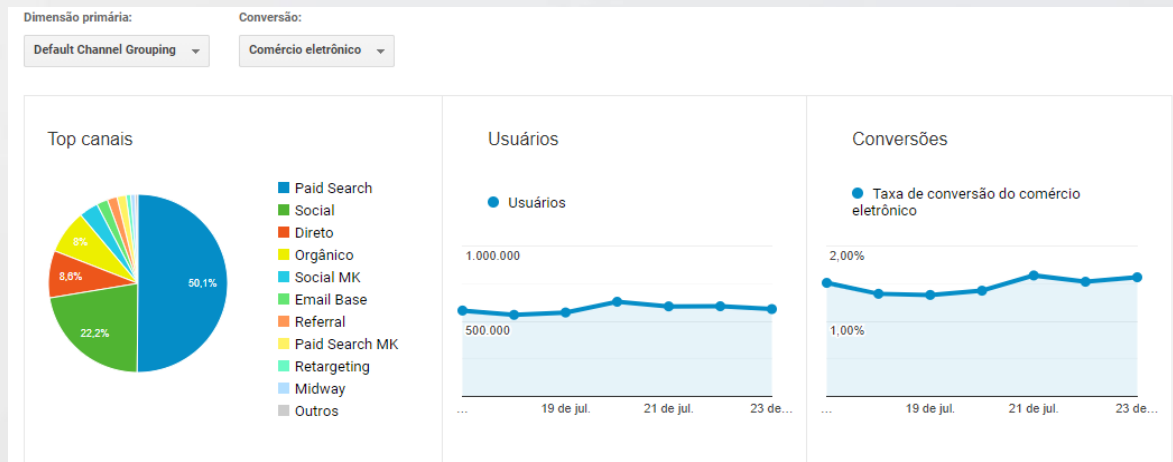 Dimensão primária:
Conversão:
Default Channel Grouping
Comércio eletrônico
Top canais
50,1%
22,2%
8,6%
8%
Paid Search
Social
Direto
Orgânico
Social MK
Email Base
Referral
Paid Search MK
Retargeting
Midway
Outros
Usuários
Usuários
1.000.000
500.000
...
19 de jul.
21 de jul.
23 de...
Conversões
Taxa de conversão do comércio
eletrônico
2,00%
1,00%
...
19 de jul.
21 de jul.
23 de...